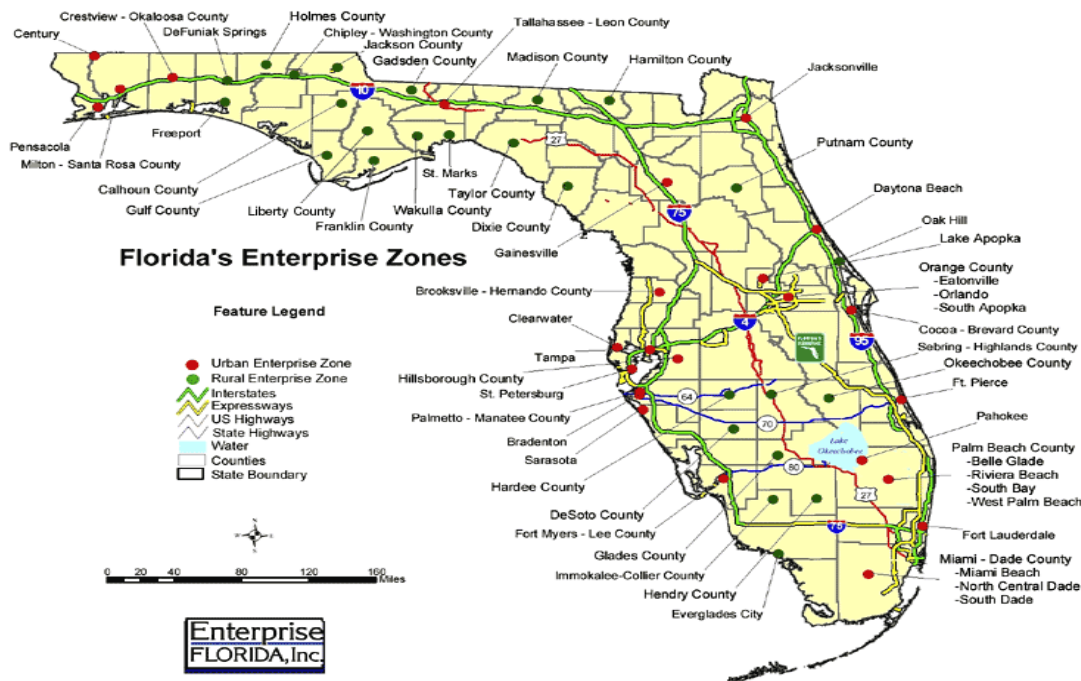 Crestview - Okaloosa County
Holmes County
Tallahassee - Leon County
Century
DeFuniak Springs
Chipley - Washington County
Jackson County
Gadsden County
Madison County
Hamilton County
Jacksonville
10
Freeport
Pensacola
Milton - Santa Rosa County
Calhoun County
Gulf County
Liberty County
Franklin County
St. Marks
Wakulla County
Taylor County
Dixie County
Gainesville
27
75
Putnam County
Daytona Beach
Oak Hill
Lake Apopka
Florida's Enterprise Zones
Orange County
-Eatonville
-Orlando
-South Apopka
Brooksville - Hernando County
Feature Legend
Clearwater
4
95
Cocoa - Brevard County
Sebring - Highlands County
Okeechobee County
Tampa
Hillsborough County
St. Petersburg
Ft. Pierce
Urban Enterprise Zone
Rural Enterprise Zone
Interstates
Expressways
US Highways
State Highways
Water
Counties
State Boundary
Palmetto - Manatee County
64
Pahokee
Bradenton
70
Sarasota
Lake
Okeechobee
Palm Beach County
-Belle Glade
-Riviera Beach
-South Bay
-West Palm Beach
Hardee County
80
27
DeSoto County
Fort Myers - Lee County
75
Fort Lauderdale
Glades County
Immokalee-Collier County
Hendry County
Everglades City
Miami - Dade County
-Miami Beach
-North Central Dade
-South Dade
N
S
0 20 40 80 120 160
Miles
Enterprise
FLORIDA, Inc.